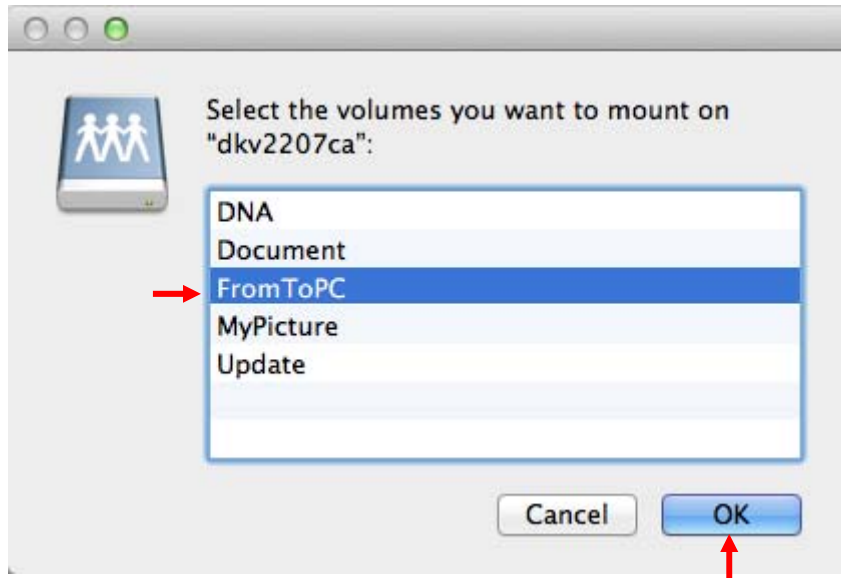 Select the volumes you want to mount on
"dkv2207ca":
DNA
Document
FromToPC
MyPicture
Update
Cancel
OK